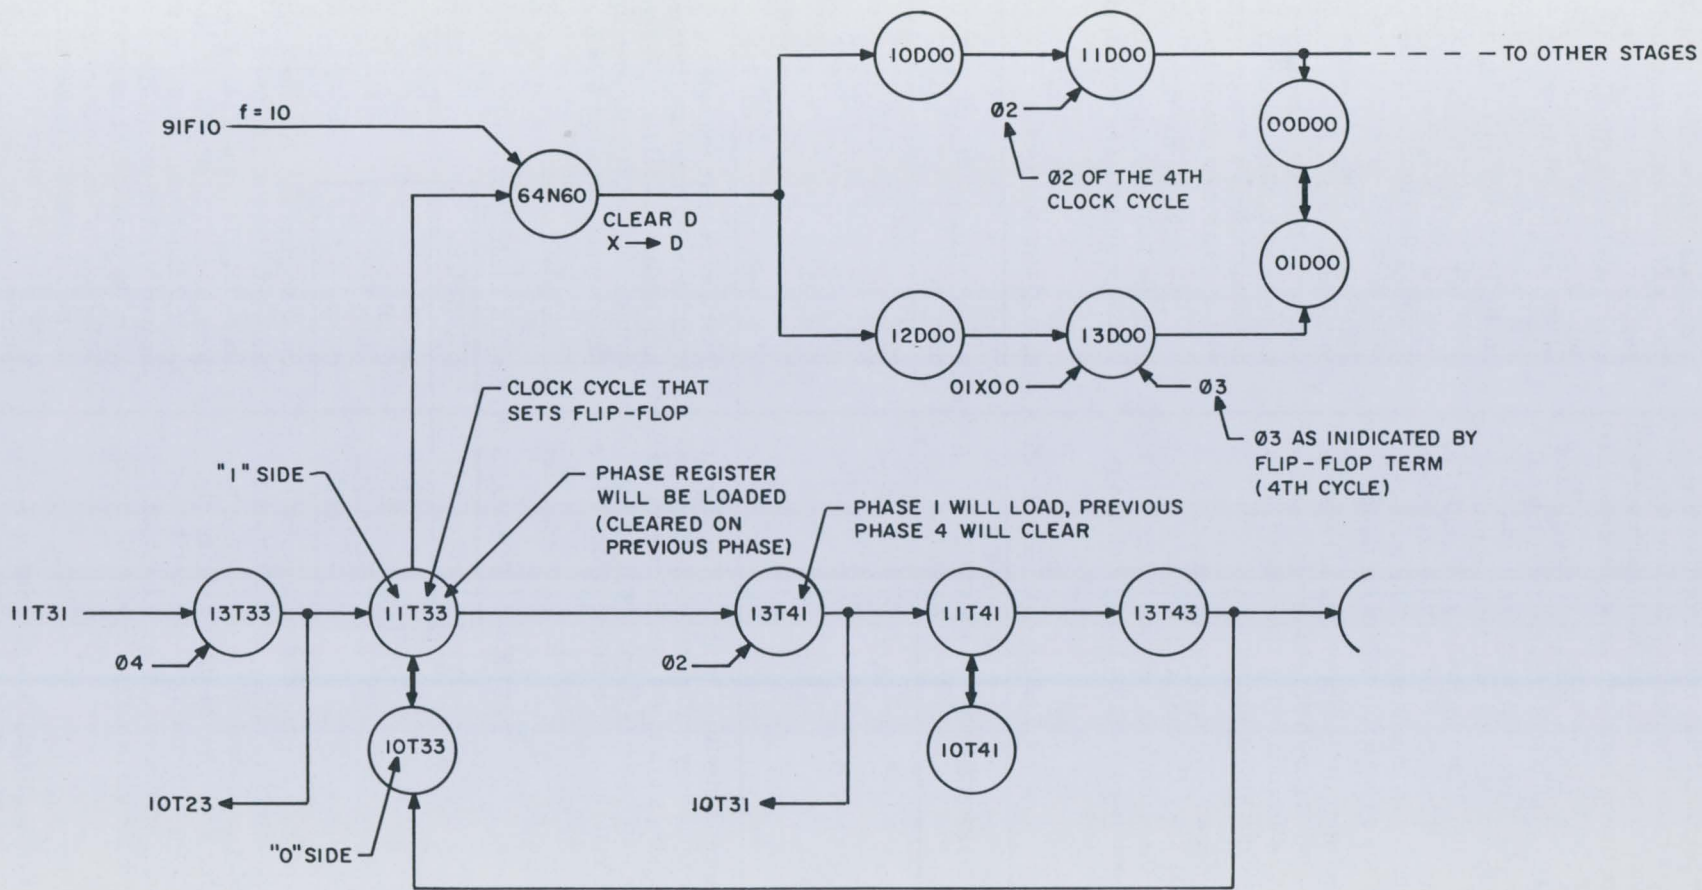 10D00
11D00
TO OTHER STAGES
Ø2
00D00
91F10
f = 10
Ø2 OF THE 4TH
CLOCK CYCLE
64N60
CLEAR D
X → D
01D00
12D00
13D00
01X00
Ø3
CLOCK CYCLE THAT
SETS FLIP-FLOP
Ø3 AS INIDICATED BY
FLIP-FLOP TERM
(4TH CYCLE)
"1" SIDE
PHASE REGISTER
WILL BE LOADED
(CLEARED ON
PREVIOUS PHASE)
PHASE 1 WILL LOAD, PREVIOUS
PHASE 4 WILL CLEAR
11T31
13T33
11T33
13T41
11T41
13T43
Ø4
Ø2
10T33
10T41
10T23
10T31
"0" SIDE